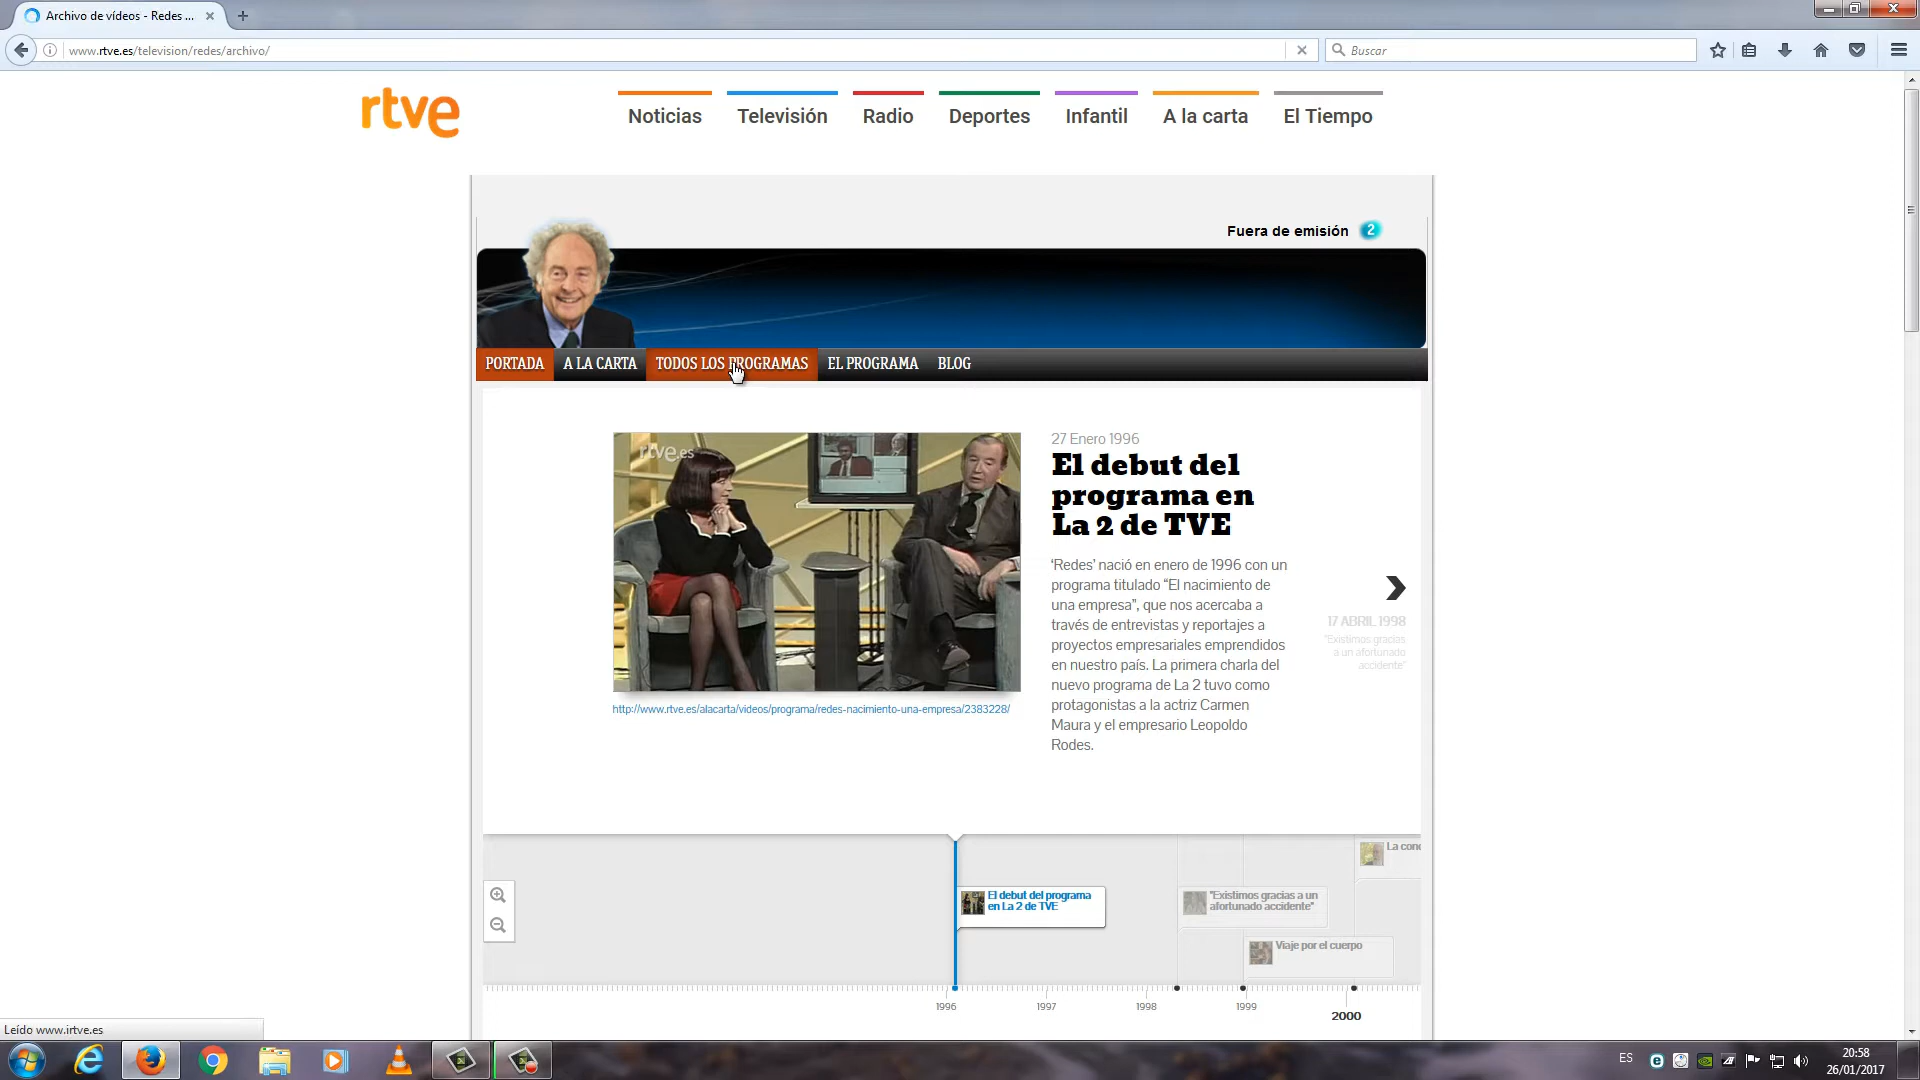 Archivo de vídeos - Redes ...
www.rtve.es/television/redes/archivo/
Buscar
rtve
Noticias
Televisión
Radio
Deportes
Infantil
A la carta
El Tiempo
Fuera de emisión 2
PORTADA
A LA CARTA
TODOS LOS PROGRAMAS
EL PROGRAMA
BLOG
rtve.es
27 Enero 1996
El debut del
programa en
La 2 de TVE
‘Redes’ nació en enero de 1996 con un
programa titulado “El nacimiento de
una empresa”, que nos acercaba a
través de entrevistas y reportajes a
proyectos empresariales emprendidos
en nuestro país. La primera charla del
nuevo programa de La 2 tuvo como
protagonistas a la actriz Carmen
Maura y el empresario Leopoldo
Rodes.
http://www.rtve.es/alacarta/videos/programa/redes-nacimiento-una-empresa/2383228/
17 ABRIL 1998
"Existimos gracias
a un afortunado
accidente"
La cond
El debut del programa
en La 2 de TVE
"Existimos gracias a un
afortunado accidente"
Viaje por el cuerpo
1996
1997
1998
1999
2000
Leído www.irtve.es
ES
20:58
26/01/2017